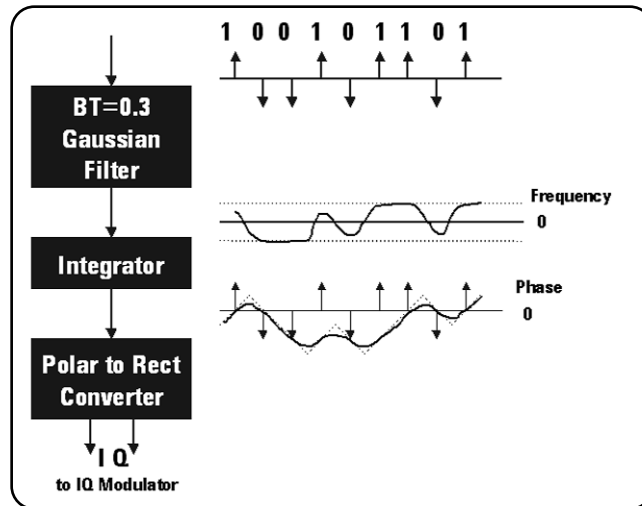 1 0 0 1 0 1 1 0 1
BT=0.3
Gaussian
Filter
Frequency
0
Integrator
Phase
0
Polar to Rect
Converter
I Q
to IQ Modulator